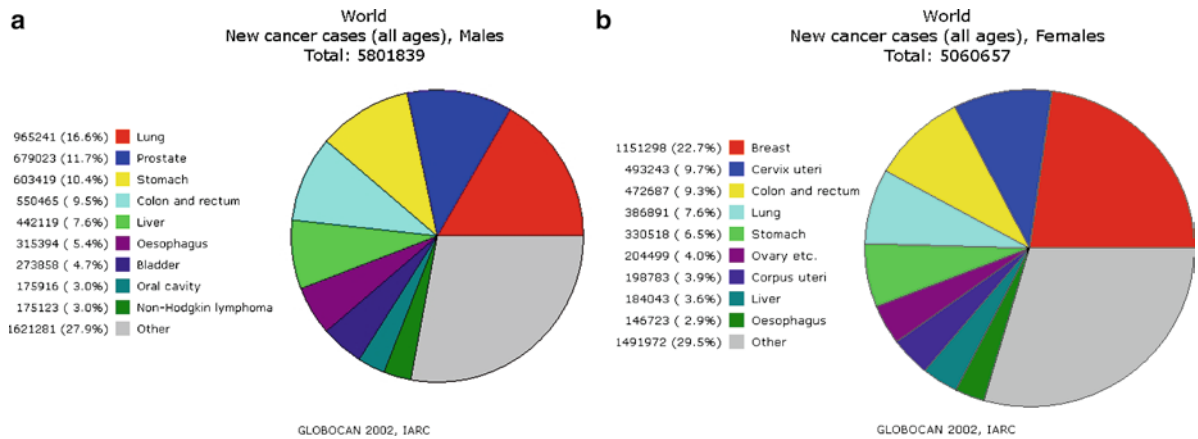 a
World
New cancer cases (all ages), Males
Total: 5801839
965241 (16.6%) Lung
679023 (11.7%) Prostate
603419 (10.4%) Stomach
550465 ( 9.5%) Colon and rectum
442119 ( 7.6%) Liver
315394 ( 5.4%) Oesophagus
273858 ( 4.7%) Bladder
175916 ( 3.0%) Oral cavity
175123 ( 3.0%) Non-Hodgkin lymphoma
1621281 (27.9%) Other
GLOBOCAN 2002, IARC
b
World
New cancer cases (all ages), Females
Total: 5060657
1151298 (22.7%) Breast
493243 ( 9.7%) Cervix uteri
472687 ( 9.3%) Colon and rectum
386891 ( 7.6%) Lung
330518 ( 6.5%) Stomach
204499 ( 4.0%) Ovary etc.
198783 ( 3.9%) Corpus uteri
184043 ( 3.6%) Liver
146723 ( 2.9%) Oesophagus
1491972 (29.5%) Other
GLOBOCAN 2002, IARC